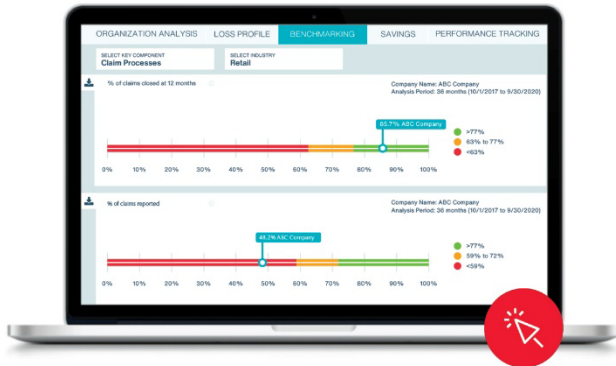 ORGANIZATION ANALYSIS LOSS PROFILE BENCHMARKING SAVINGS PERFORMANCE TRACKING
SELECT KEY COMPONENT SELECT INDUSTRY
Claim Processes Retail
% of claims closed at 12 months Company Name: ABC Company
Analysis Period: 36 months (10/1/2017 to 9/30/2020)
85.7% ABC Company
>77%
63% to 77%
<63%
0% 10% 20% 30% 40% 50% 60% 70% 80% 90% 100%
% of claims reported Company Name: ABC Company
Analysis Period: 36 months (10/1/2017 to 9/30/2020)
48.2% ABC Company
>77%
59% to 72%
<59%
0% 10% 20% 30% 40% 50% 60% 70% 80% 90% 100%